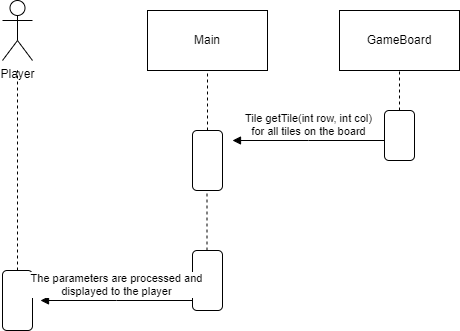 Player
Main
GameBoard
Tile getTile(int row, int col)
for all tiles on the board
The parameters are processed and
displayed to the player